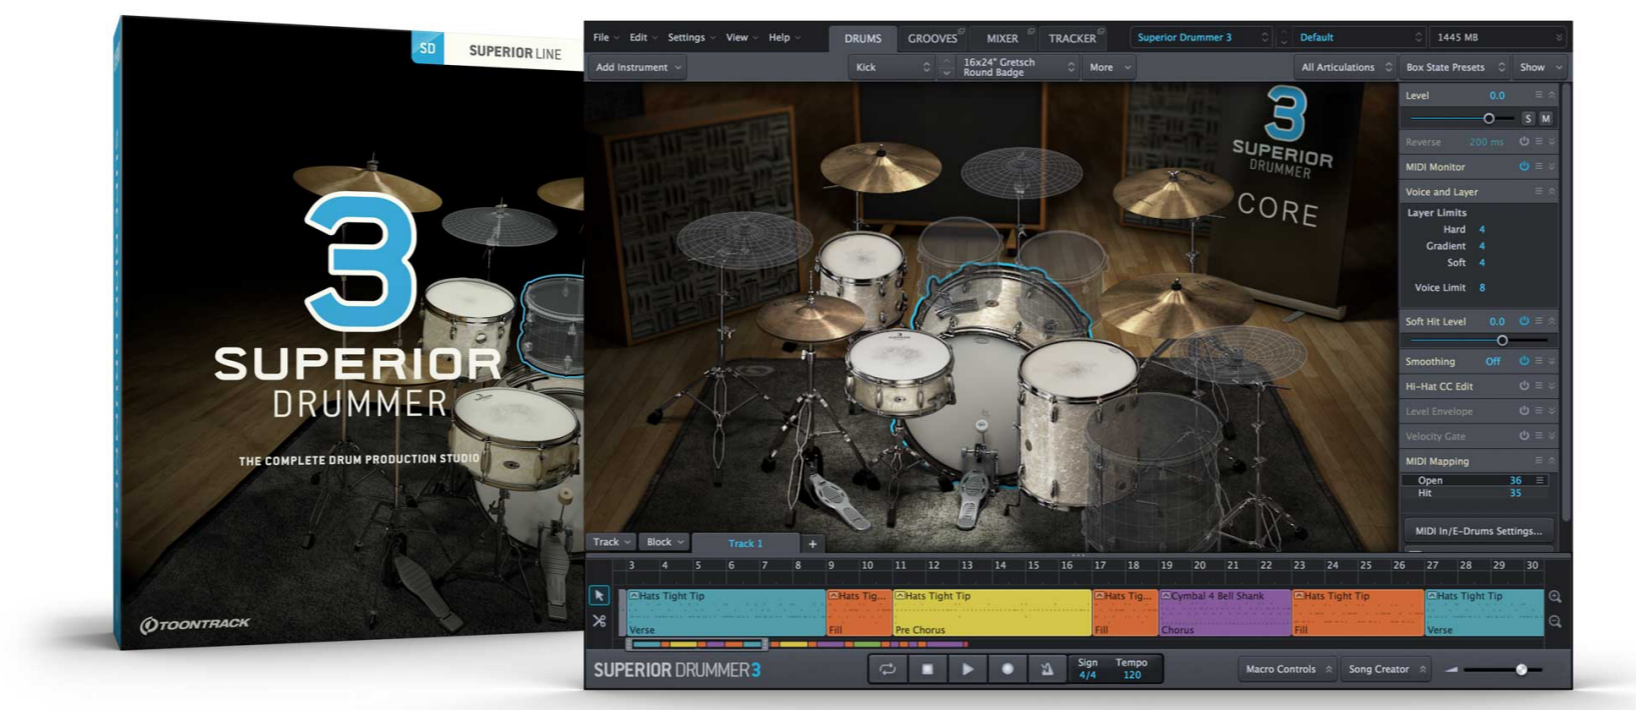 SD SUPERIOR LINE
3
SUPERIOR
DRUMMER
THE COMPLETE DRUM PRODUCTION STUDIO
TOONTRACK
File Edit Settings View Help DRUMS GROOVES MIXER TRACKER Superior Drummer 3 Default 1445 MB
Add Instrument Kick 16x24" Gretsch Round Badge More All Articulations Box State Presets Show
3
SUPERIOR
DRUMMER
CORE
Level 0.0
S M
Reverse 200 ms
MIDI Monitor
Voice and Layer
Layer Limits
Hard 4
Gradient 4
Soft 4
Voice Limit 8
Soft Hit Level 0.0
Smoothing Off
Hi-Hat CC Edit
Level Envelope
Velocity Gate
MIDI Mapping
Open 36
Hit 35
MIDI In/E-Drums Settings...
Track Block Track 1 +
3 4 5 6 7 8 9 10 11 12 13 14 15 16 17 18 19 20 21 22 23 24 25 26 27 28 29 30
Hats Tight Tip Hats Tig... Hats Tight Tip Hats Tig... Cymbal 4 Bell Shank Hats Tight Tip Hats Tight Tip
Verse Fill Pre Chorus Fill Chorus Fill Verse
SUPERIOR DRUMMER 3 Sign 4/4 Tempo 120 Macro Controls Song Creator